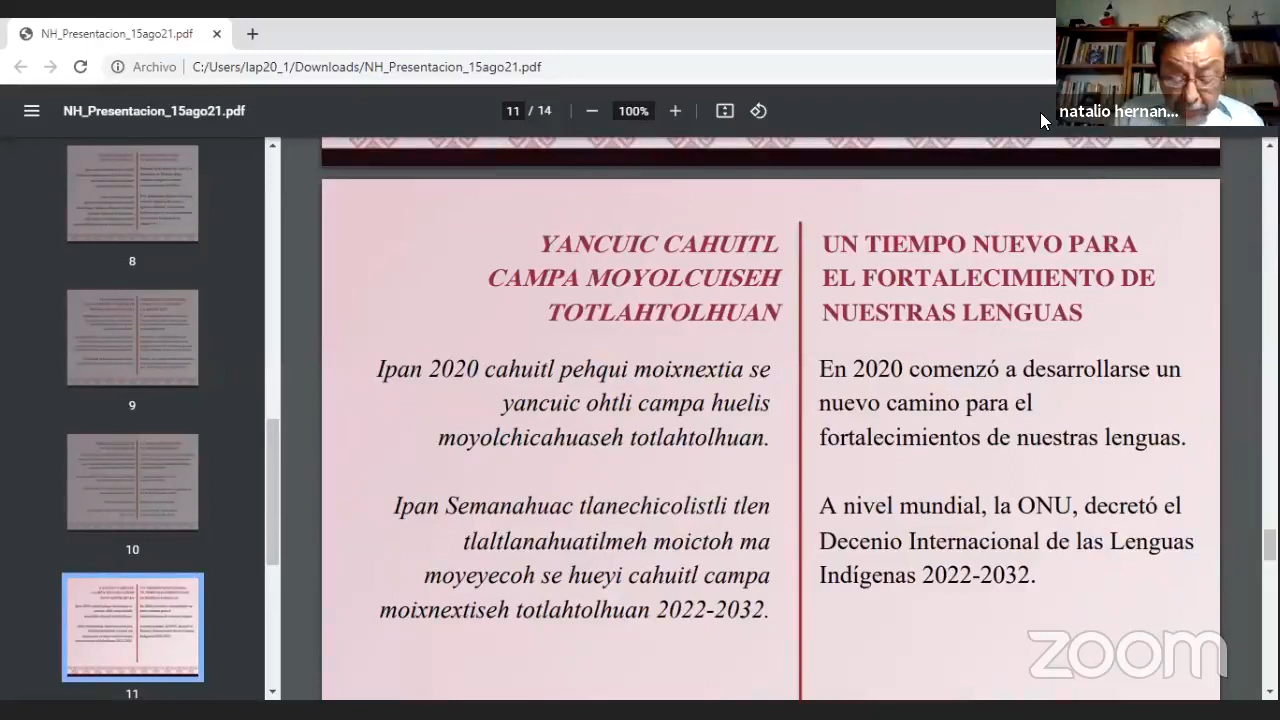 NH_Presentacion_15ago21.pdf
Archivo
C:/Users/lap20_1/Downloads/NH_Presentacion_15ago21.pdf
natalio hernan...
NH_Presentacion_15ago21.pdf
11 / 14
100%
8
9
10
11
YANCUIC CAHUITL
CAMPA MOYOLCUISEH
TOTLAHTOLHUAN
Ipan 2020 cahuitl pehqui moixnextia se
yancuic ohtli campa huelis
moyolchicahuaseh totlahtolhuan.
Ipan Semanahuac tlanechicolistli tlen
tlaltlanahuatilmeh moictoh ma
moyeyecoh se hueyi cahuitl campa
moixnextiseh totlahtolhuan 2022-2032.
UN TIEMPO NUEVO PARA
EL FORTALECIMIENTO DE
NUESTRAS LENGUAS
En 2020 comenzó a desarrollarse un
nuevo camino para el
fortalecimientos de nuestras lenguas.
A nivel mundial, la ONU, decretó el
Decenio Internacional de las Lenguas
Indígenas 2022-2032.
zoom